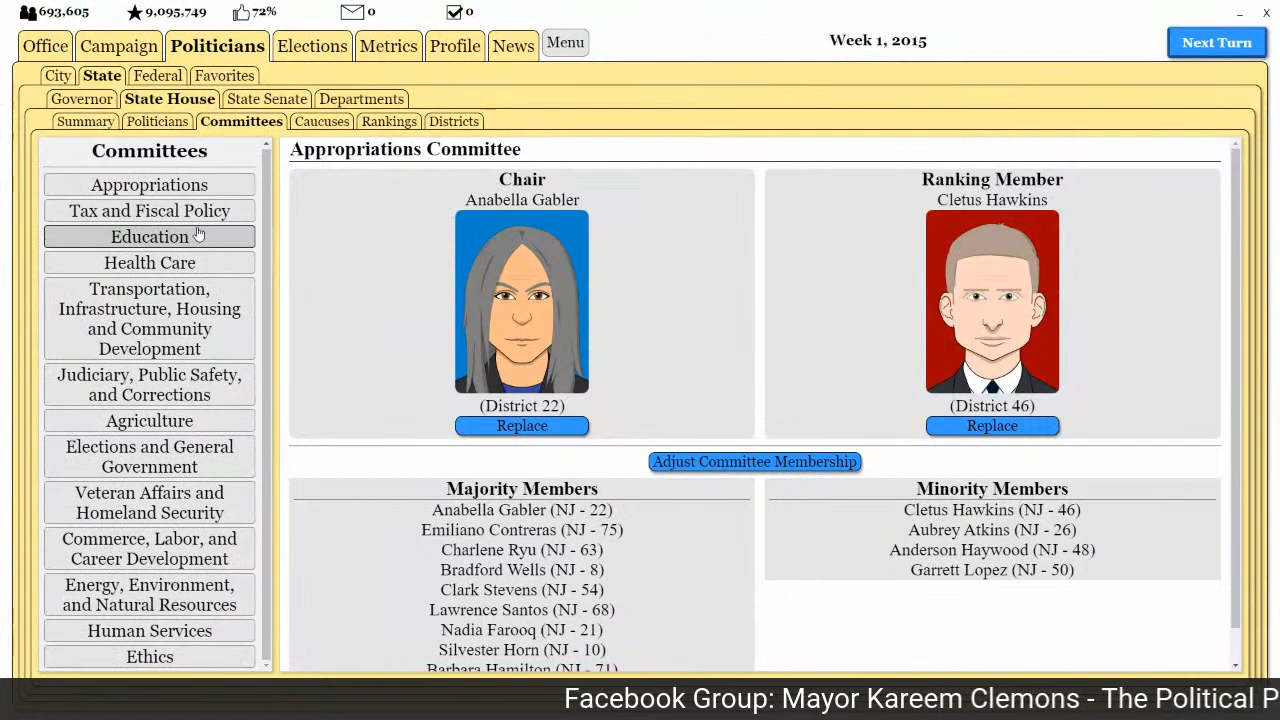 693,605 9,095,749 72% 0 0
_ X
Office Campaign Politicians Elections Metrics Profile News Menu
Week 1, 2015
Next Turn
City State Federal Favorites
Governor State House State Senate Departments
Summary Politicians Committees Caucuses Rankings Districts
Committees
Appropriations
Tax and Fiscal Policy
Education
Health Care
Transportation,
Infrastructure, Housing
and Community
Development
Judiciary, Public Safety,
and Corrections
Agriculture
Elections and General
Government
Veteran Affairs and
Homeland Security
Commerce, Labor, and
Career Development
Energy, Environment,
and Natural Resources
Human Services
Ethics
Appropriations Committee
Chair
Anabella Gabler
(District 22)
Replace
Ranking Member
Cletus Hawkins
(District 46)
Replace
Adjust Committee Membership
Majority Members
Anabella Gabler (NJ - 22)
Emiliano Contreras (NJ - 75)
Charlene Ryu (NJ - 63)
Bradford Wells (NJ - 8)
Clark Stevens (NJ - 54)
Lawrence Santos (NJ - 68)
Nadia Farooq (NJ - 21)
Silvester Horn (NJ - 10)
Barbara Hamilton (NJ - 71)
Minority Members
Cletus Hawkins (NJ - 46)
Aubrey Atkins (NJ - 26)
Anderson Haywood (NJ - 48)
Garrett Lopez (NJ - 50)
Facebook Group: Mayor Kareem Clemons - The Political P